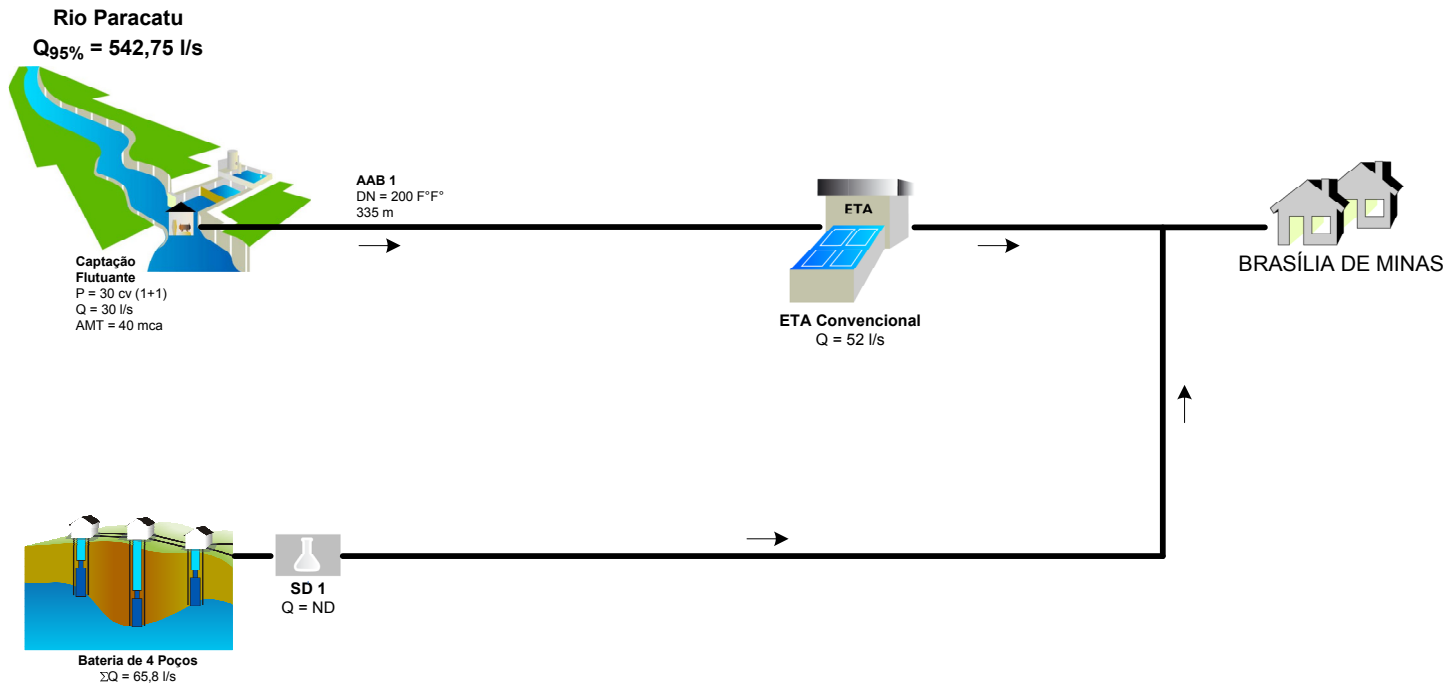 Rio Paracatu
Q95% = 542,75 l/s
AAB 1
DN = 200 F°F°
335 m
Captação
Flutuante
P = 30 cv (1+1)
Q = 30 l/s
AMT = 40 mca
ETA
ETA Convencional
Q = 52 l/s
BRASÍLIA DE MINAS
SD 1
Q = ND
Bateria de 4 Poços
ΣQ = 65,8 l/s